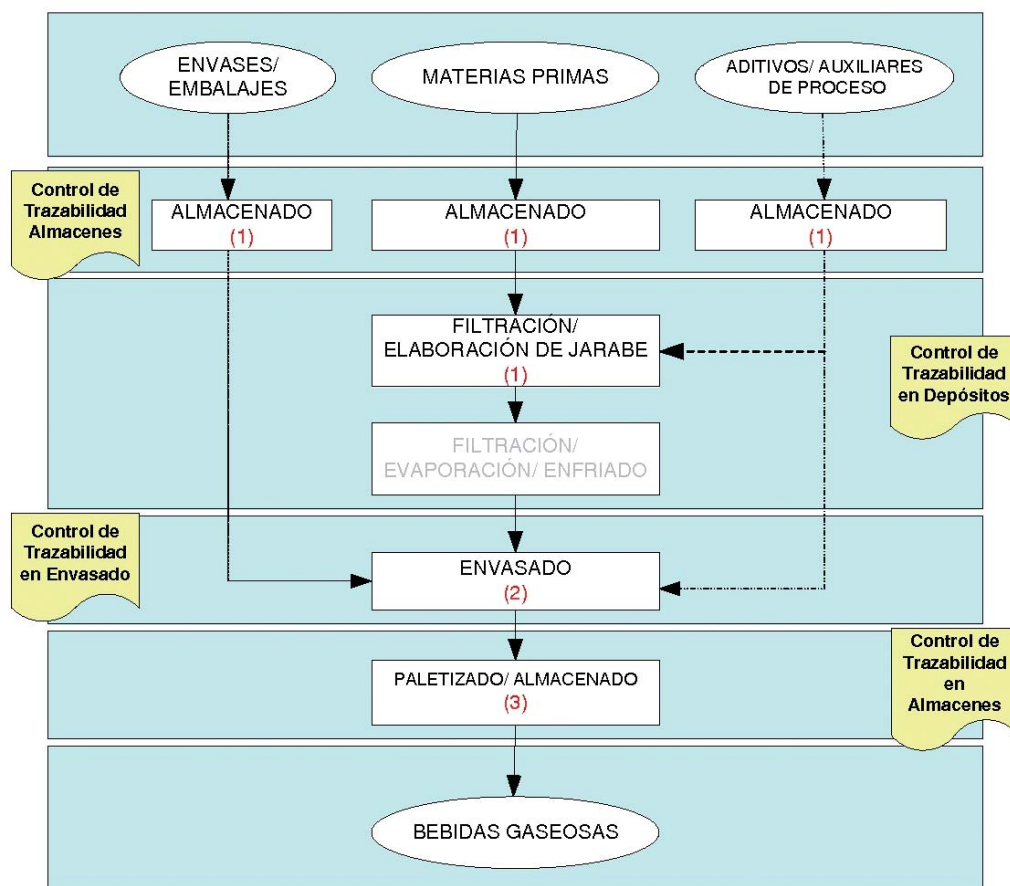 ENVASES/
EMBALAJES
MATERIAS PRIMAS
ADITIVOS/ AUXILIARES
DE PROCESO
Control de
Trazabilidad
Almacenes
ALMACENADO
(1)
ALMACENADO
(1)
ALMACENADO
(1)
FILTRACIÓN/
ELABORACIÓN DE JARABE
(1)
Control de
Trazabilidad
en Depósitos
FILTRACIÓN/
EVAPORACIÓN/ ENFRIADO
Control de
Trazabilidad
en Envasado
ENVASADO
(2)
PALETIZADO/ ALMACENADO
(3)
Control de
Trazabilidad
en
Almacenes
BEBIDAS GASEOSAS